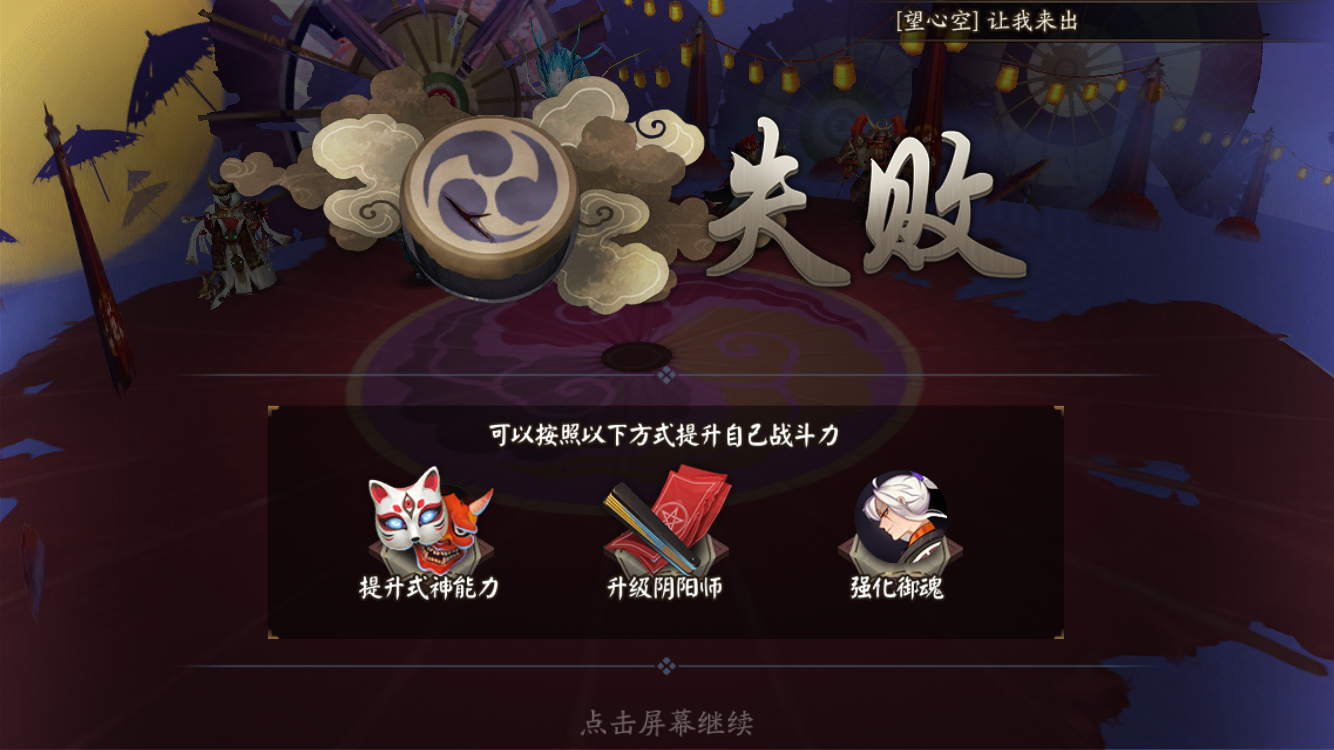 [望心空] 让我来出
失败
可以按照以下方式提升自己战斗力
提升式神能力
升级阴阳师
强化御魂
点击屏幕继续